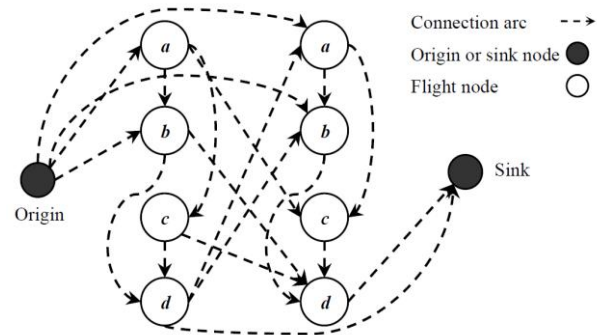 Connection arc
Origin or sink node
Flight node
a
a
b
b
Origin
Sink
c
c
d
d